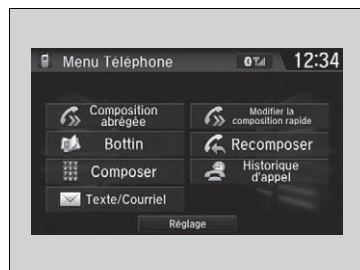 Menu Téléphone
12:34
Composition
abrégée
Modifier la
composition rapide
Bottin
Recomposer
Composer
Historique
d'appel
Texte/Courriel
Réglage